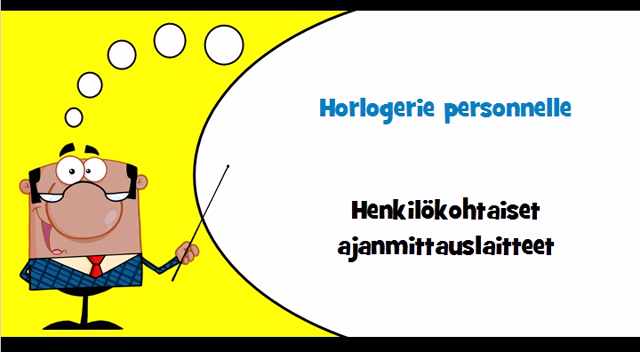 Horlogerie personnelle
Henkilökohtaiset
ajanmittauslaitteet